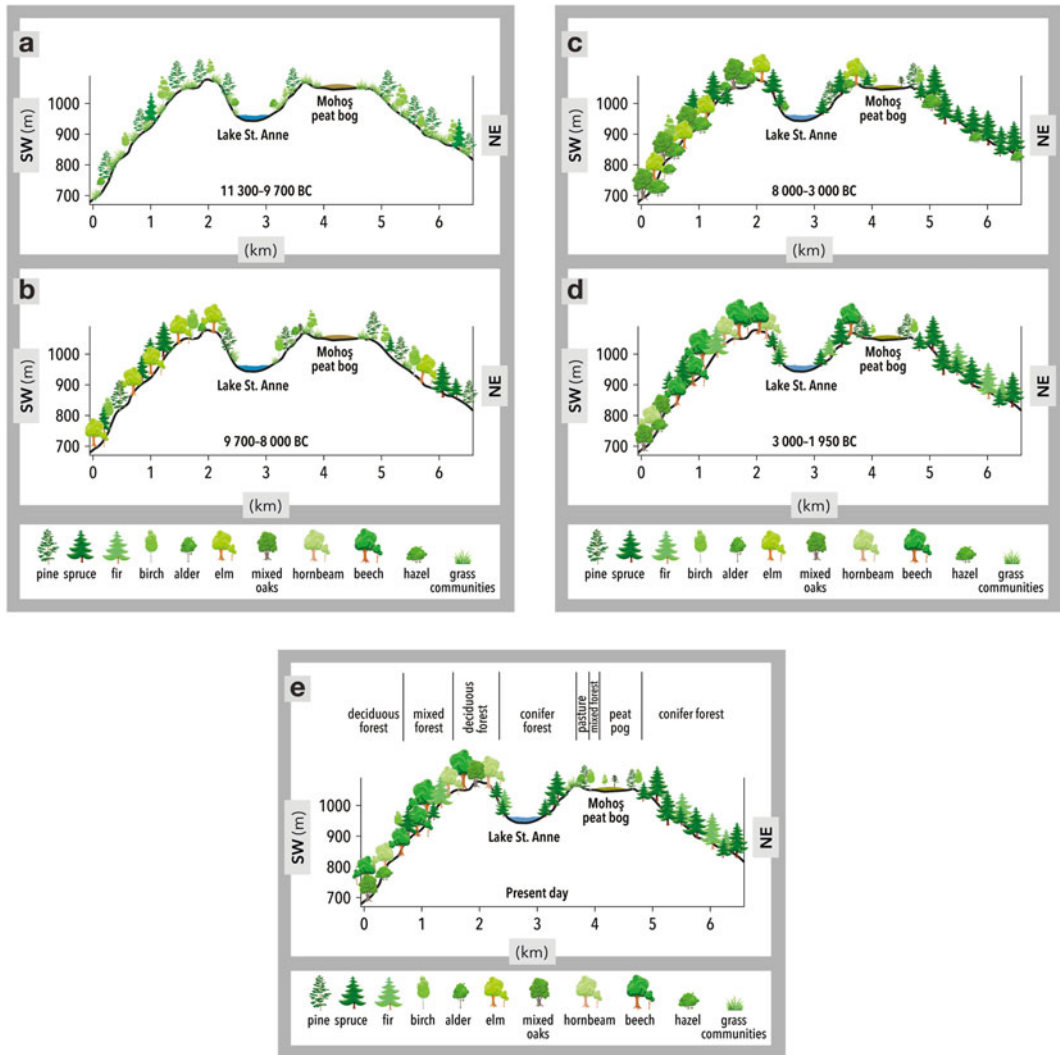 a
SW (m)
1000
900
800
700
Lake St. Anne
Mohoş
peat bog
NE
11 300–9 700 BC
0 1 2 3 4 5 6
(km)
b
SW (m)
1000
900
800
700
Lake St. Anne
Mohoş
peat bog
NE
9 700–8 000 BC
0 1 2 3 4 5 6
(km)
pine spruce fir birch alder elm mixed oaks hornbeam beech hazel grass communities
c
SW (m)
1000
900
800
700
Lake St. Anne
Mohoş
peat bog
NE
8 000–3 000 BC
0 1 2 3 4 5 6
(km)
d
SW (m)
1000
900
800
700
Lake St. Anne
Mohoş
peat bog
NE
3 000–1 950 BC
0 1 2 3 4 5 6
(km)
pine spruce fir birch alder elm mixed oaks hornbeam beech hazel grass communities
e
deciduous forest
mixed forest
deciduous forest
conifer forest
pasture
mixed forest
peat pog
conifer forest
SW (m)
1000
900
800
700
Lake St. Anne
Mohoş
peat bog
NE
Present day
0 1 2 3 4 5 6
(km)
pine spruce fir birch alder elm mixed oaks hornbeam beech hazel grass communities